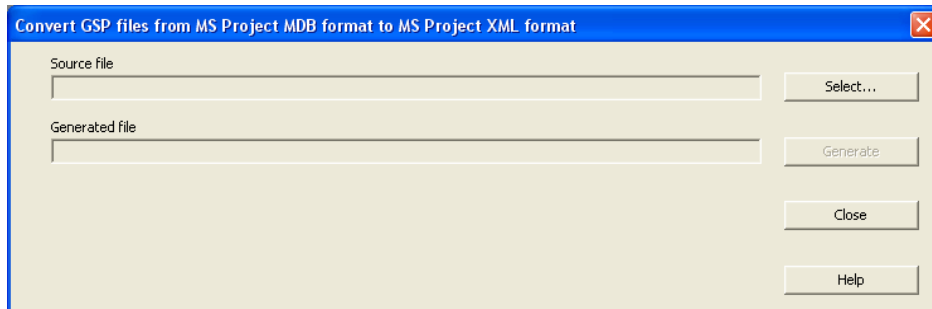 Convert GSP files from MS Project MDB format to MS Project XML format
Source file
Select...
Generated file
Generate
Close
Help